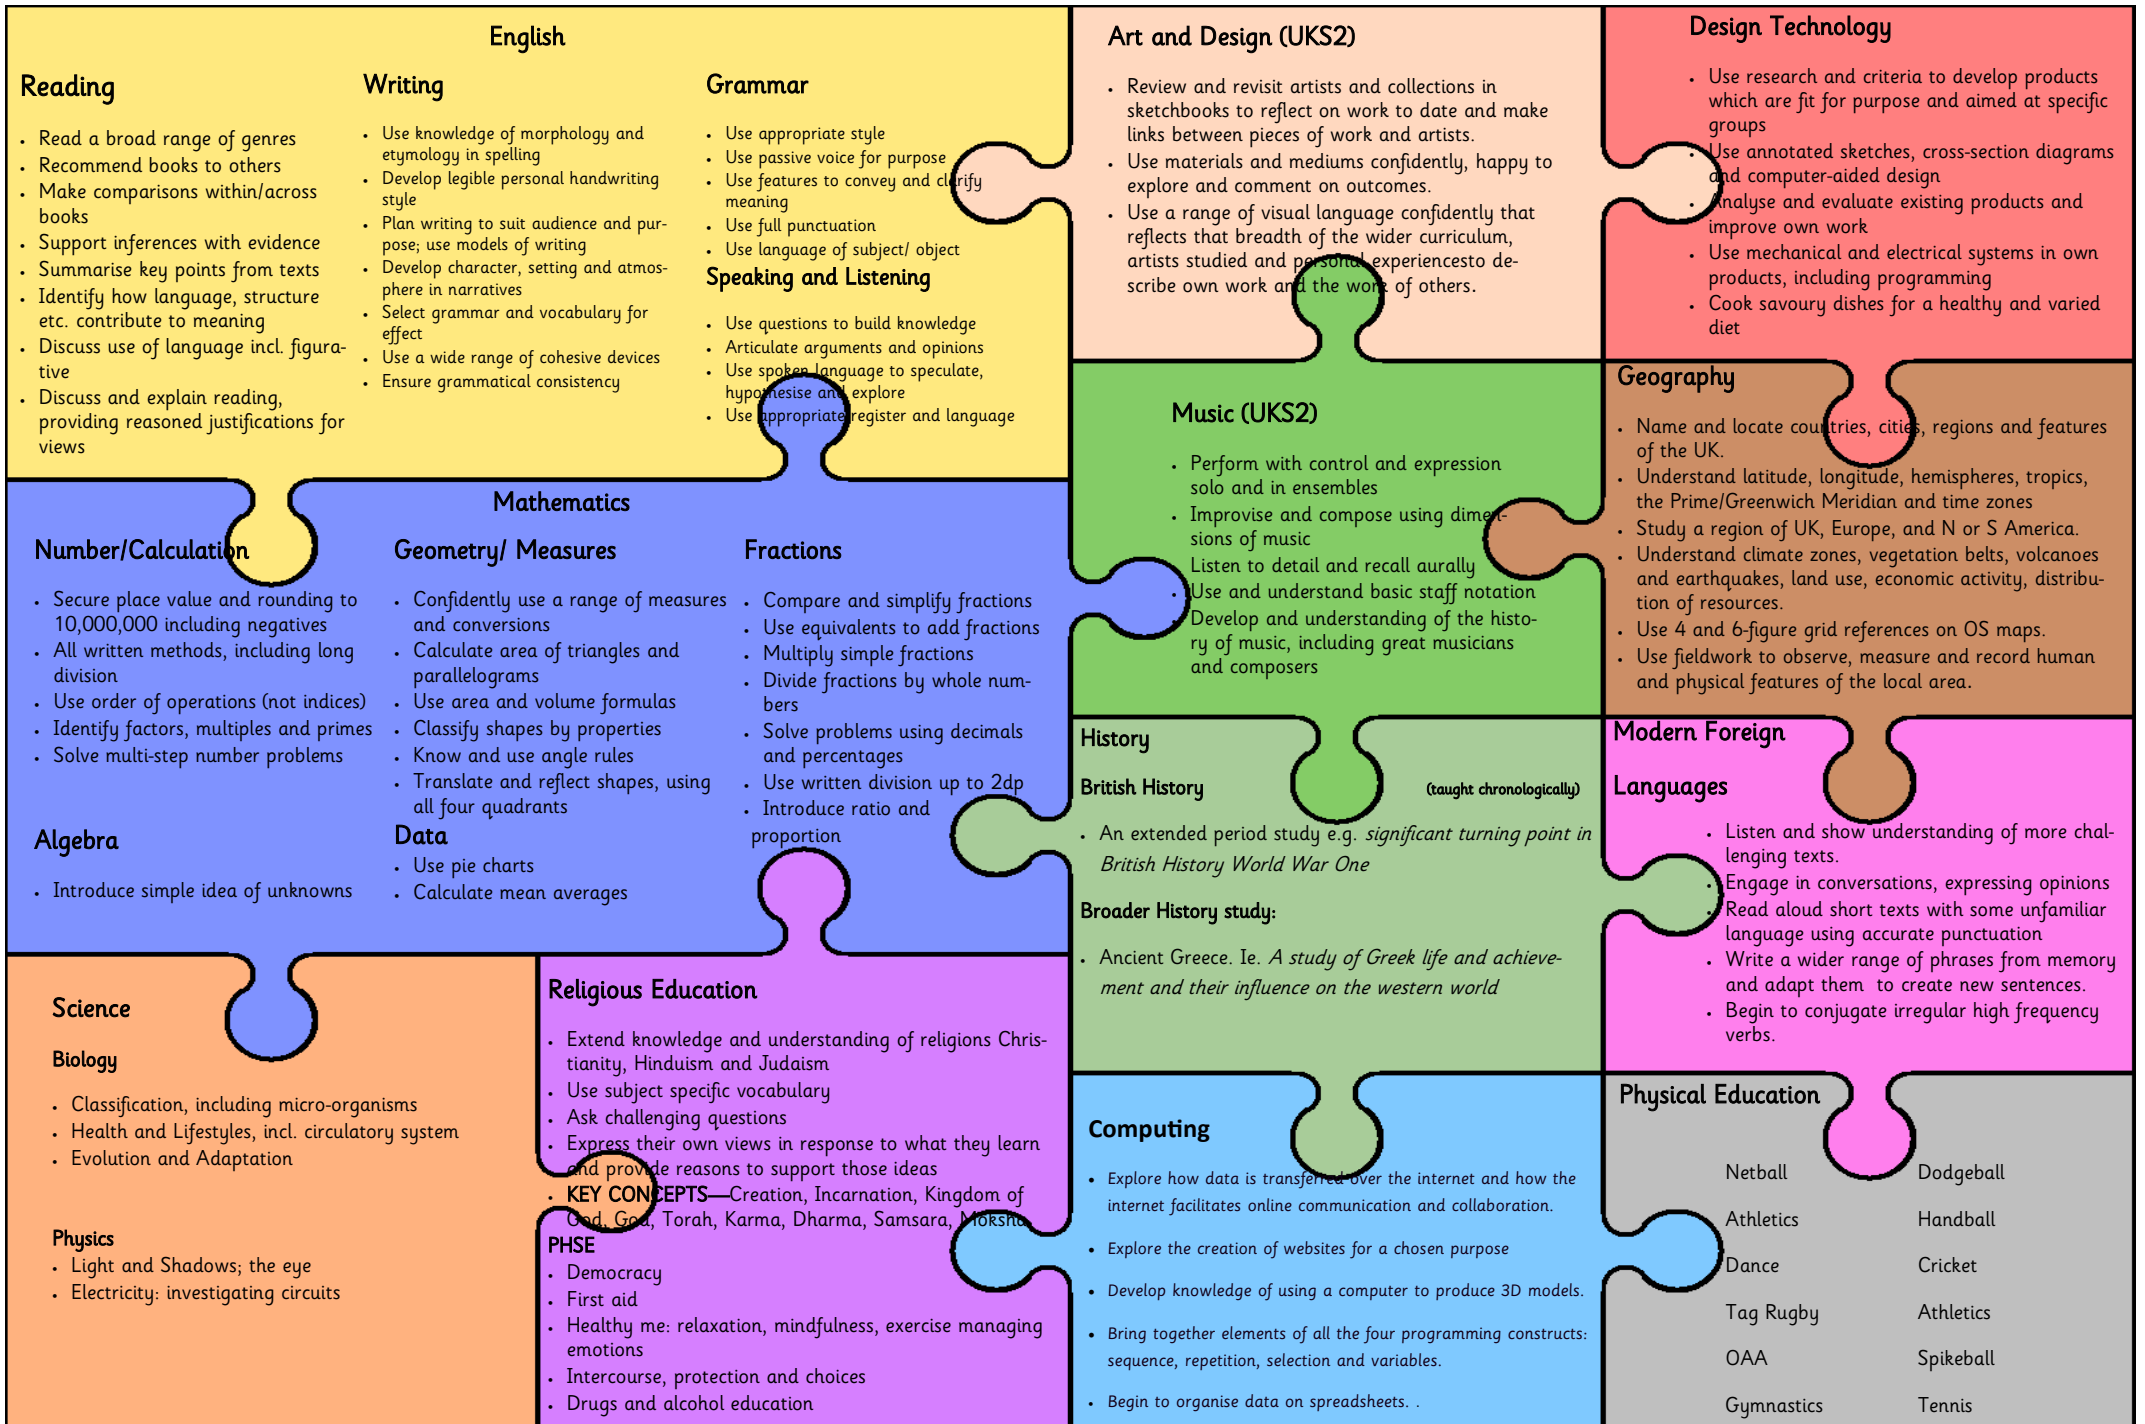 English
Reading
• Read a broad range of genres
• Recommend books to others
• Make comparisons within/across
books
• Support inferences with evidence
• Summarise key points from texts
• Identify how language, structure
etc. contribute to meaning
• Discuss use of language incl. figura-
tive
• Discuss and explain reading,
providing reasoned justifications for
views
Writing
• Use knowledge of morphology and
etymology in spelling
• Develop legible personal handwriting
style
• Plan writing to suit audience and pur-
pose; use models of writing
• Develop character, setting and atmos-
phere in narratives
• Select grammar and vocabulary for
effect
• Use a wide range of cohesive devices
• Ensure grammatical consistency
Grammar
• Use appropriate style
• Use passive voice for purpose
• Use features to convey and clarify
meaning
• Use full punctuation
• Use language of subject/ object
Speaking and Listening
• Use questions to build knowledge
• Articulate arguments and opinions
• Use spoken language to speculate,
hypothesise and explore
• Use appropriate register and language
Art and Design (UKS2)
• Review and revisit artists and collections in
sketchbooks to reflect on work to date and make
links between pieces of work and artists.
• Use materials and mediums confidently, happy to
explore and comment on outcomes.
• Use a range of visual language confidently that
reflects that breadth of the wider curriculum,
artists studied and personal experiencesto de-
scribe own work and the work of others.
Design Technology
• Use research and criteria to develop products
which are fit for purpose and aimed at specific
groups
• Use annotated sketches, cross-section diagrams
and computer-aided design
• Analyse and evaluate existing products and
improve own work
• Use mechanical and electrical systems in own
products, including programming
• Cook savoury dishes for a healthy and varied
diet
Mathematics
Number/Calculation
• Secure place value and rounding to
10,000,000 including negatives
• All written methods, including long
division
• Use order of operations (not indices)
• Identify factors, multiples and primes
• Solve multi-step number problems
Algebra
• Introduce simple idea of unknowns
Geometry/ Measures
• Confidently use a range of measures
and conversions
• Calculate area of triangles and
parallelograms
• Use area and volume formulas
• Classify shapes by properties
• Know and use angle rules
• Translate and reflect shapes, using
all four quadrants
Data
• Use pie charts
• Calculate mean averages
Fractions
• Compare and simplify fractions
• Use equivalents to add fractions
• Multiply simple fractions
• Divide fractions by whole num-
bers
• Solve problems using decimals
and percentages
• Use written division up to 2dp
• Introduce ratio and
proportion
Music (UKS2)
• Perform with control and expression
solo and in ensembles
• Improvise and compose using dimen-
sions of music
Listen to detail and recall aurally
• Use and understand basic staff notation
Develop and understanding of the histo-
ry of music, including great musicians
and composers
Geography
• Name and locate countries, cities, regions and features
of the UK.
• Understand latitude, longitude, hemispheres, tropics,
the Prime/Greenwich Meridian and time zones
• Study a region of UK, Europe, and N or S America.
• Understand climate zones, vegetation belts, volcanoes
and earthquakes, land use, economic activity, distribu-
tion of resources.
• Use 4 and 6-figure grid references on OS maps.
• Use fieldwork to observe, measure and record human
and physical features of the local area.
History
British History (taught chronologically)
• An extended period study e.g. significant turning point in
British History World War One
Broader History study:
• Ancient Greece. Ie. A study of Greek life and achieve-
ment and their influence on the western world
Modern Foreign
Languages
• Listen and show understanding of more chal-
lenging texts.
• Engage in conversations, expressing opinions
• Read aloud short texts with some unfamiliar
language using accurate punctuation
• Write a wider range of phrases from memory
and adapt them to create new sentences.
• Begin to conjugate irregular high frequency
verbs.
Science
Biology
• Classification, including micro-organisms
• Health and Lifestyles, incl. circulatory system
• Evolution and Adaptation
Physics
• Light and Shadows; the eye
• Electricity: investigating circuits
Religious Education
• Extend knowledge and understanding of religions Chris-
tianity, Hinduism and Judaism
• Use subject specific vocabulary
• Ask challenging questions
• Express their own views in response to what they learn
and provide reasons to support those ideas
• KEY CONCEPTS—Creation, Incarnation, Kingdom of
God, God, Torah, Karma, Dharma, Samsara, Moksha
PHSE
• Democracy
• First aid
• Healthy me: relaxation, mindfulness, exercise managing
emotions
• Intercourse, protection and choices
• Drugs and alcohol education
Computing
• Explore how data is transferred over the internet and how the
internet facilitates online communication and collaboration.
• Explore the creation of websites for a chosen purpose
• Develop knowledge of using a computer to produce 3D models.
• Bring together elements of all the four programming constructs:
sequence, repetition, selection and variables.
• Begin to organise data on spreadsheets. .
Physical Education
Netball Dodgeball
Athletics Handball
Dance Cricket
Tag Rugby Athletics
OAA Spikeball
Gymnastics Tennis